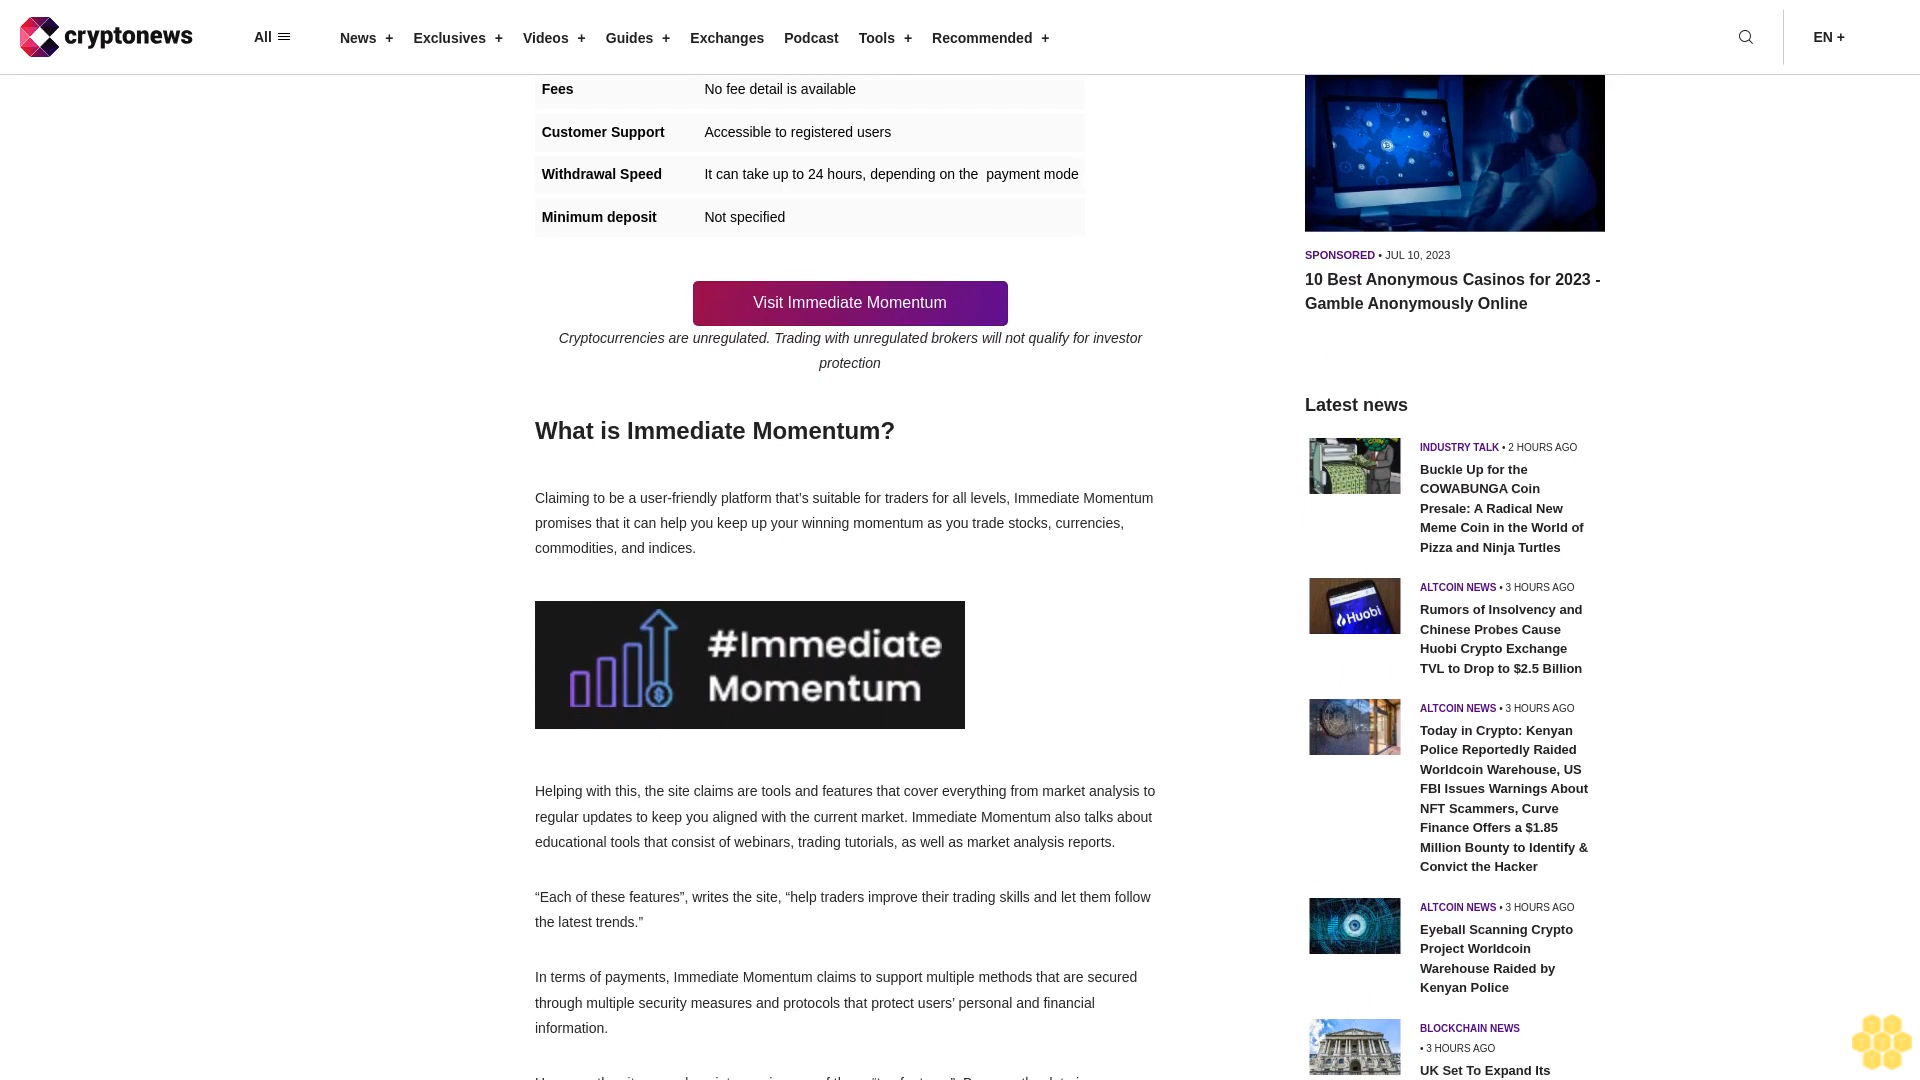 cryptonews
All
News +
Exclusives +
Videos +
Guides +
Exchanges
Podcast
Tools +
Recommended +
EN +
Fees No fee detail is available
Customer Support Accessible to registered users
Withdrawal Speed It can take up to 24 hours, depending on the payment mode
Minimum deposit Not specified
Visit Immediate Momentum
Cryptocurrencies are unregulated. Trading with unregulated brokers will not qualify for investor
protection
What is Immediate Momentum?
Claiming to be a user-friendly platform that’s suitable for traders for all levels, Immediate Momentum
promises that it can help you keep up your winning momentum as you trade stocks, currencies,
commodities, and indices.
#Immediate
Momentum
Helping with this, the site claims are tools and features that cover everything from market analysis to
regular updates to keep you aligned with the current market. Immediate Momentum also talks about
educational tools that consist of webinars, trading tutorials, as well as market analysis reports.
“Each of these features”, writes the site, “help traders improve their trading skills and let them follow
the latest trends.”
In terms of payments, Immediate Momentum claims to support multiple methods that are secured
through multiple security measures and protocols that protect users’ personal and financial
information.
SPONSORED • JUL 10, 2023
10 Best Anonymous Casinos for 2023 -
Gamble Anonymously Online
Latest news
INDUSTRY TALK • 2 HOURS AGO
Buckle Up for the
COWABUNGA Coin
Presale: A Radical New
Meme Coin in the World of
Pizza and Ninja Turtles
Huobi
ALTCOIN NEWS • 3 HOURS AGO
Rumors of Insolvency and
Chinese Probes Cause
Huobi Crypto Exchange
TVL to Drop to $2.5 Billion
ALTCOIN NEWS • 3 HOURS AGO
Today in Crypto: Kenyan
Police Reportedly Raided
Worldcoin Warehouse, US
FBI Issues Warnings About
NFT Scammers, Curve
Finance Offers a $1.85
Million Bounty to Identify &
Convict the Hacker
ALTCOIN NEWS • 3 HOURS AGO
Eyeball Scanning Crypto
Project Worldcoin
Warehouse Raided by
Kenyan Police
BLOCKCHAIN NEWS
• 3 HOURS AGO
UK Set To Expand Its